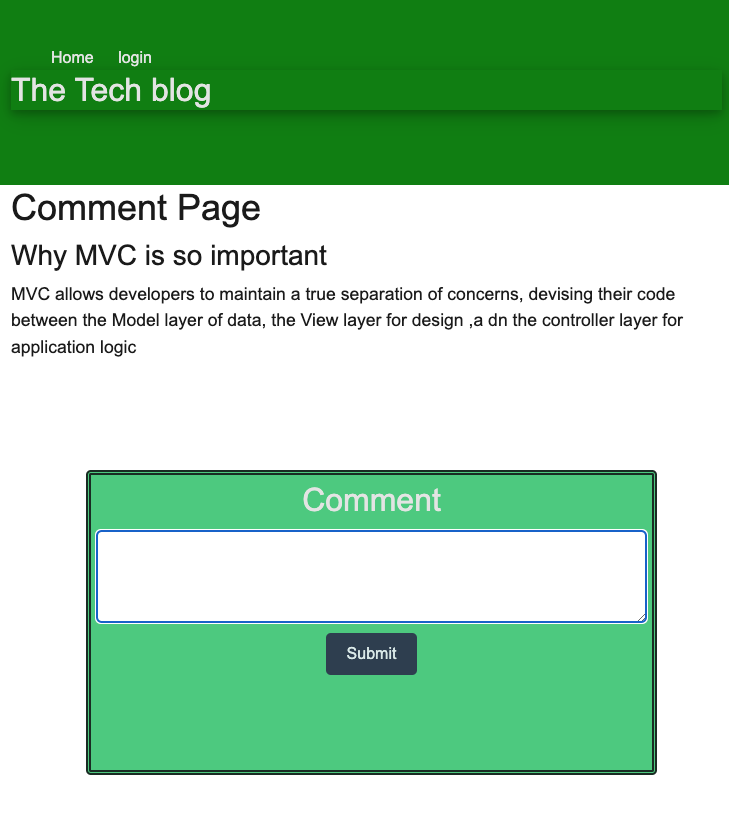 Home login
The Tech blog
Comment Page
Why MVC is so important
MVC allows developers to maintain a true separation of concerns, devising their code
between the Model layer of data, the View layer for design ,a dn the controller layer for
application logic
Comment
Submit